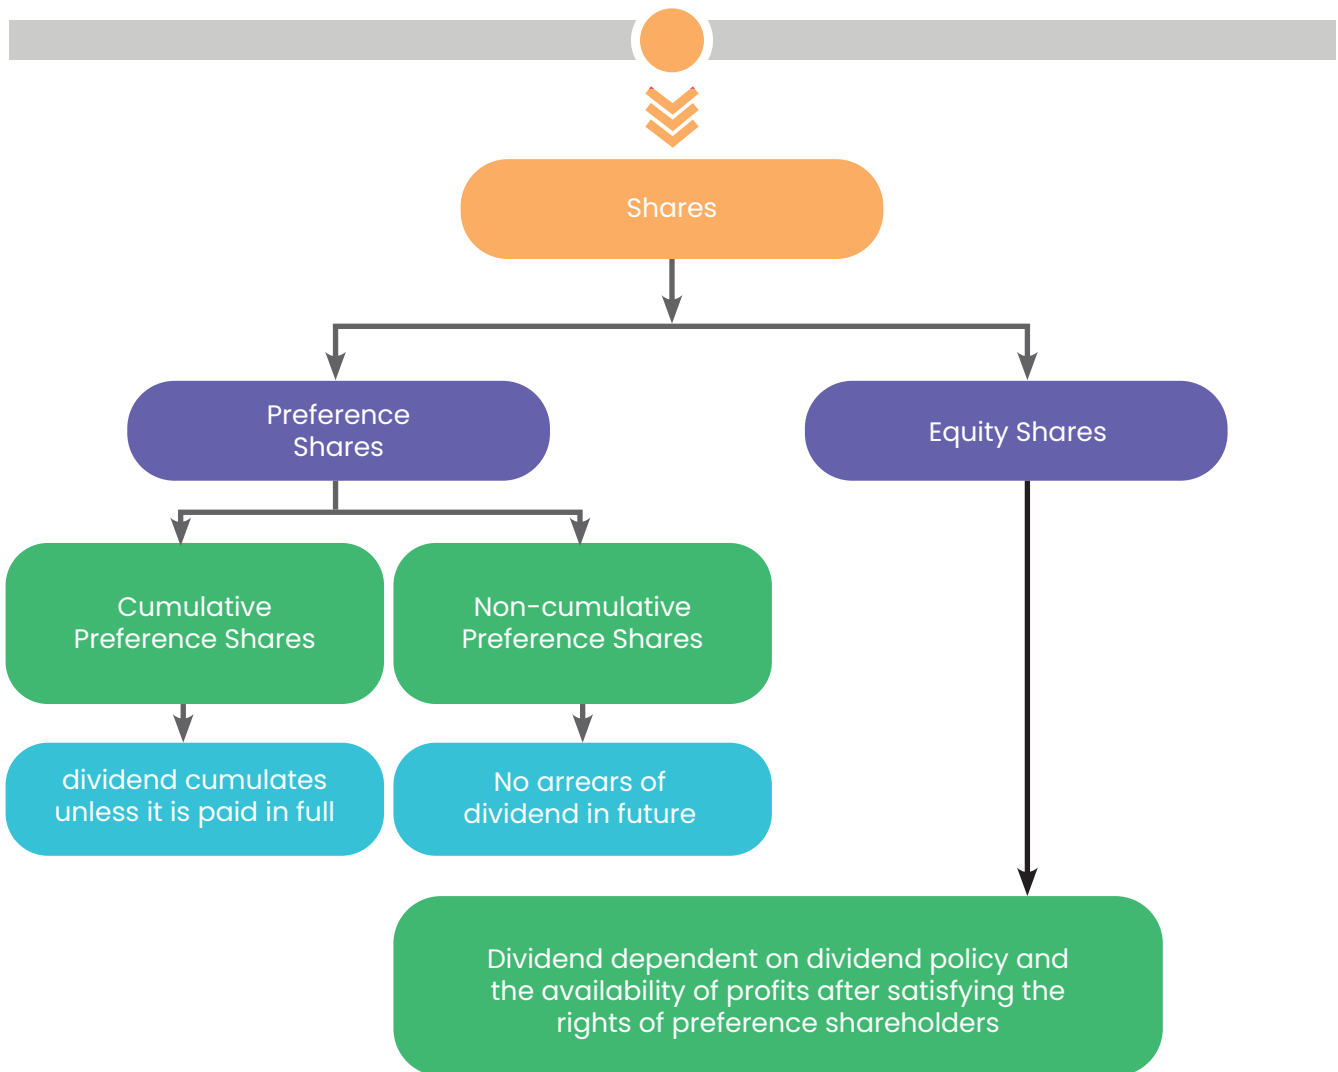 Shares
Preference
Shares
Equity Shares
Cumulative
Preference Shares
Non-cumulative
Preference Shares
dividend cumulates
unless it is paid in full
No arrears of
dividend in future
Dividend dependent on dividend policy and
the availability of profits after satisfying the
rights of preference shareholders